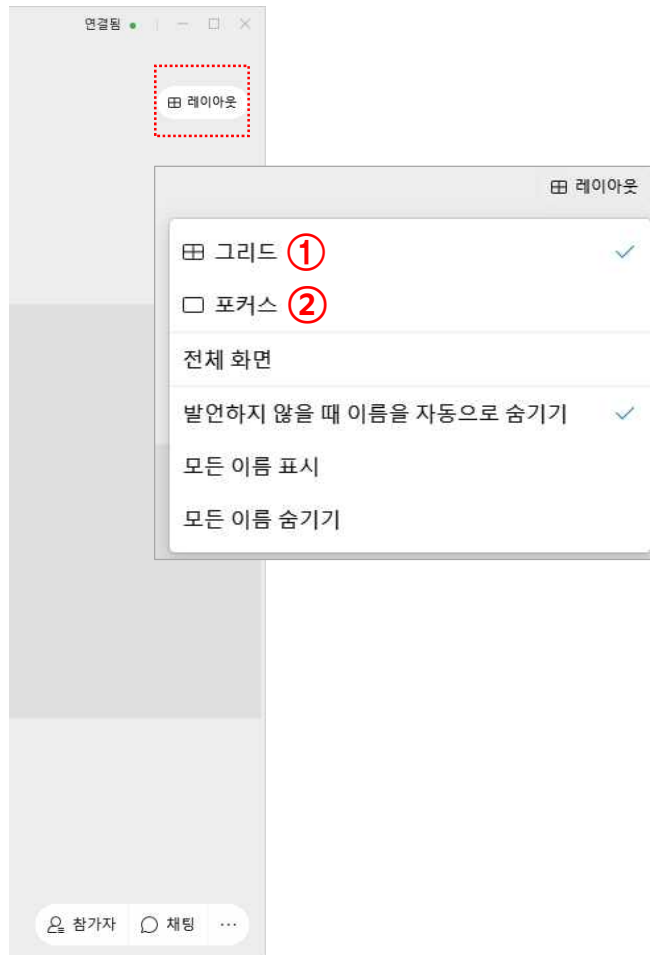 연결됨
레이아웃
레이아웃
그리드 ①
포커스 ②
전체 화면
발언하지 않을 때 이름을 자동으로 숨기기
모든 이름 표시
모든 이름 숨기기
참가자 채팅 ···